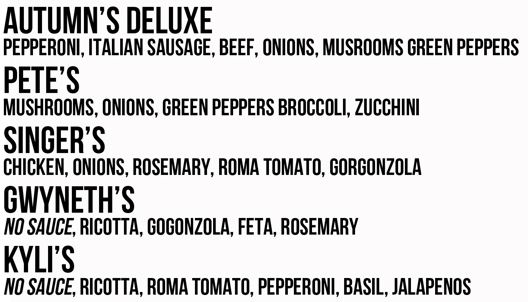 AUTUMN'S DELUXE
PEPPERONI, ITALIAN SAUSAGE, BEEF, ONIONS, MUSROOMS GREEN PEPPERS
PETE'S
MUSHROOMS, ONIONS, GREEN PEPPERS BROCCOLI, ZUCCHINI
SINGER'S
CHICKEN, ONIONS, ROSEMARY, ROMA TOMATO, GORGONZOLA
GWYNETH'S
NO SAUCE, RICOTTA, GOGONZOLA, FETA, ROSEMARY
KYLI'S
NO SAUCE, RICOTTA, ROMA TOMATO, PEPPERONI, BASIL, JALAPENOS